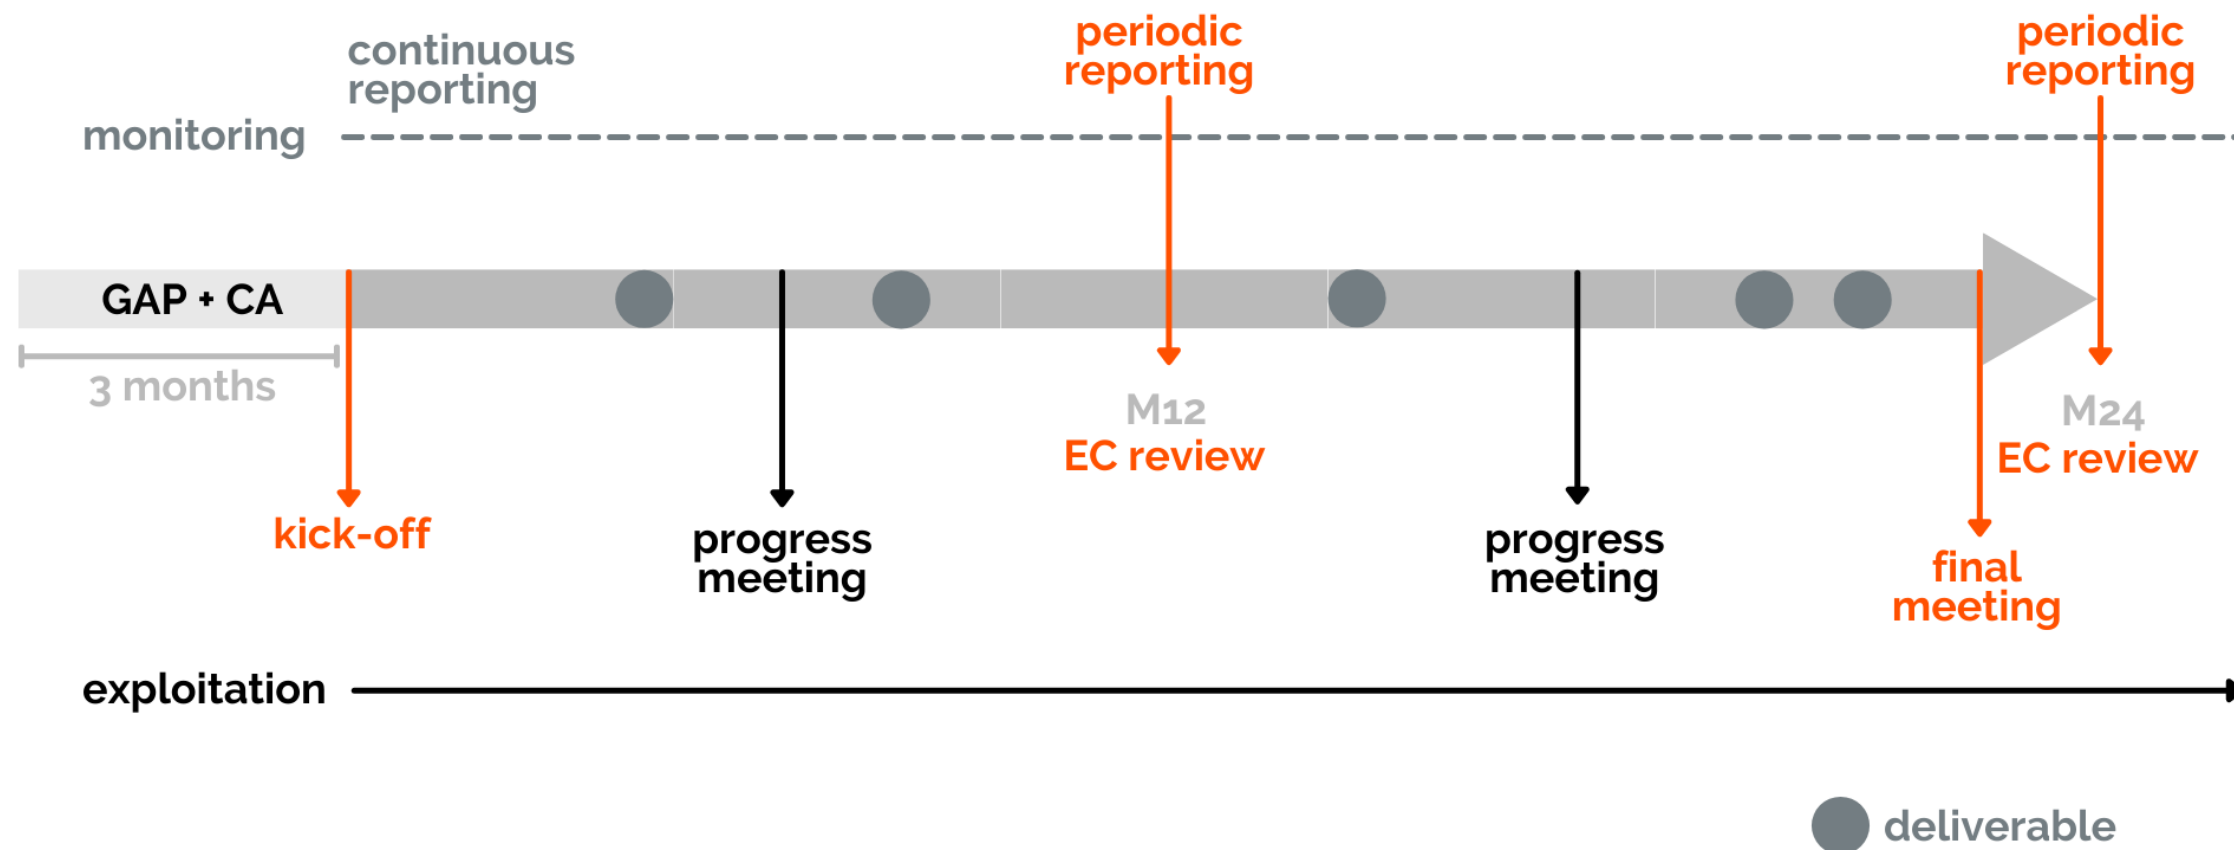 continuous
reporting
periodic
reporting
periodic
reporting
monitoring
GAP + CA
3 months
M12
EC review
M24
EC review
kick-off
progress
meeting
progress
meeting
final
meeting
exploitation
deliverable